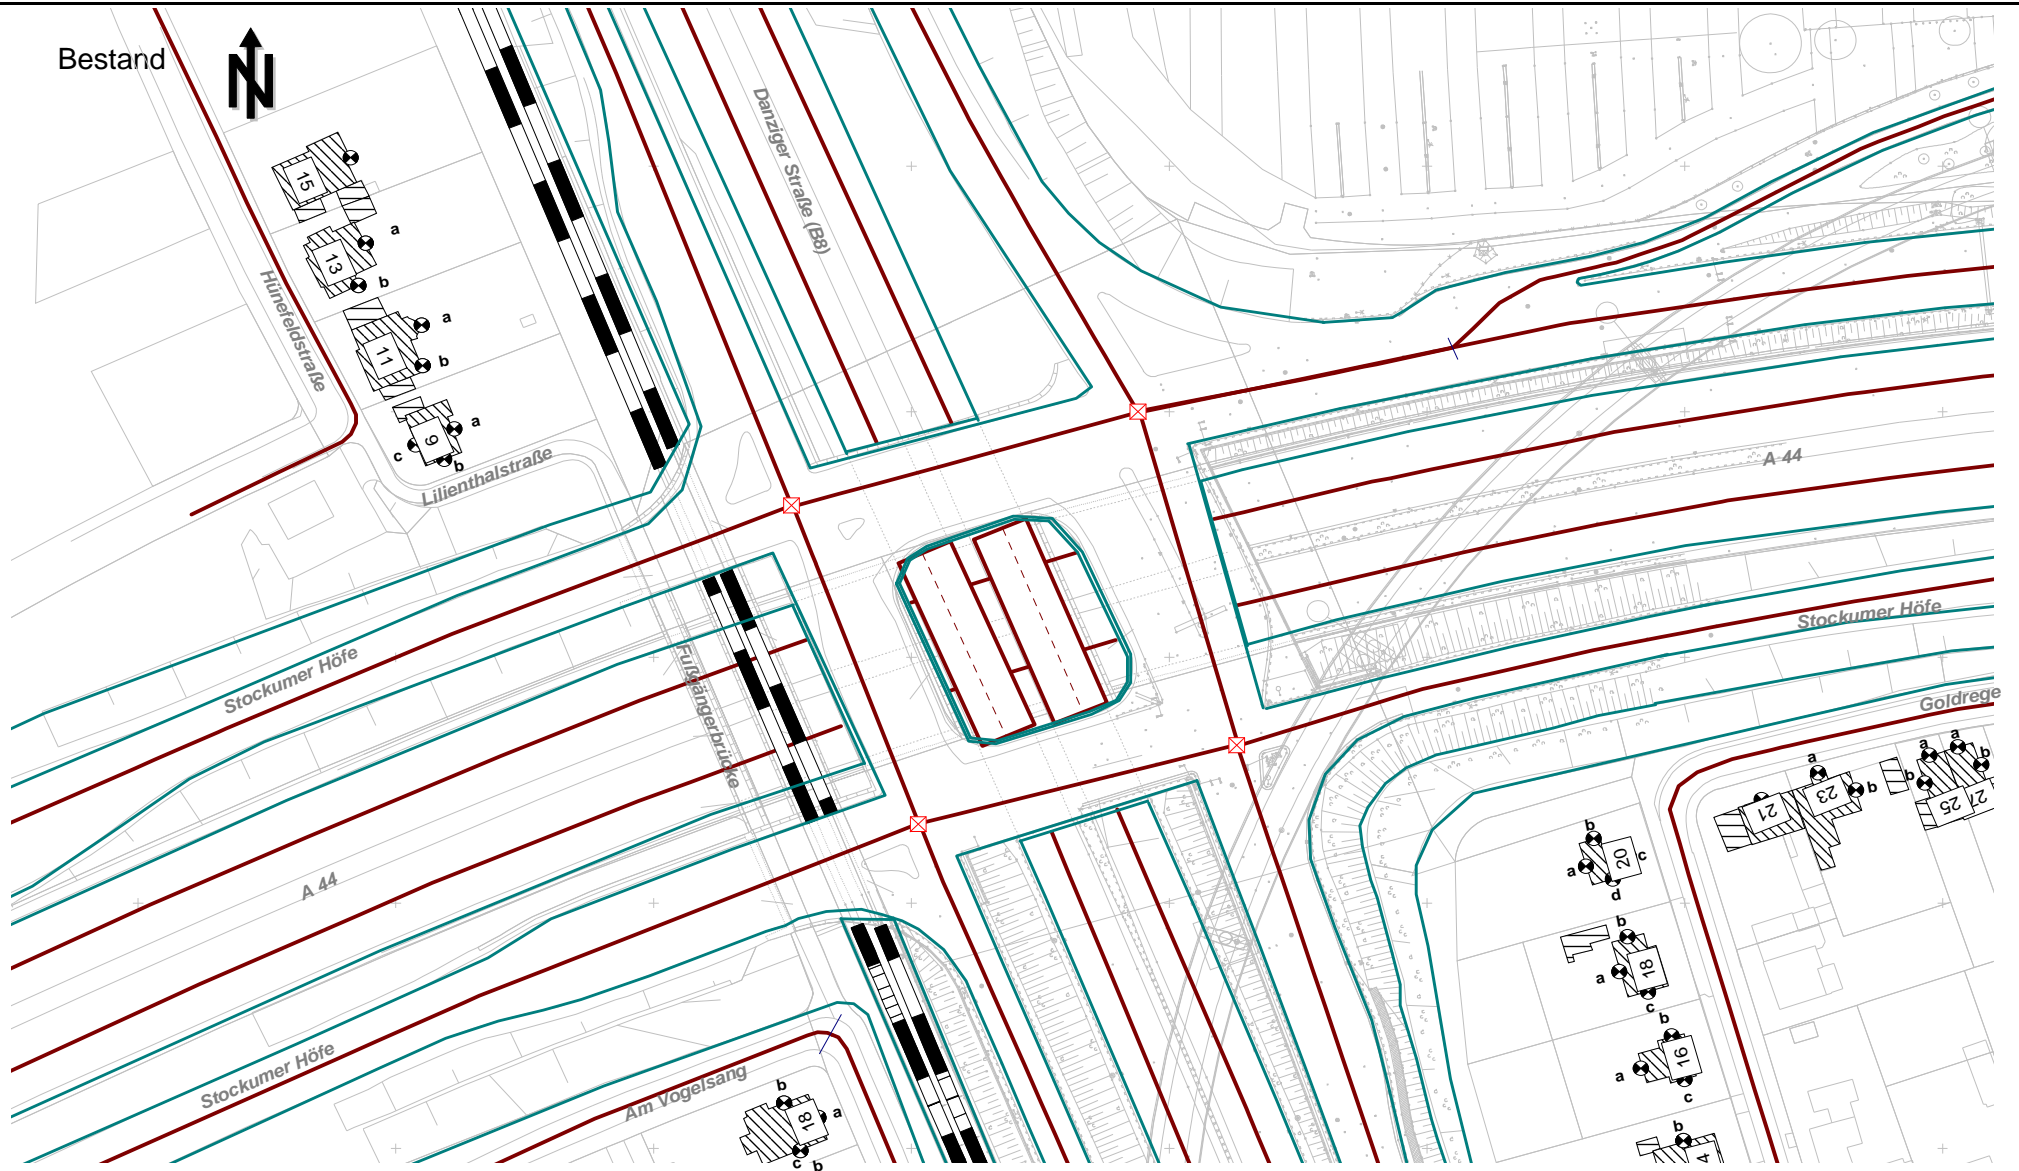 Bestand
N
Danziger Straße (B8)
15
a
13
b
Hünefeldstraße
a
11
b
a
9
c
b
Lilienthalstraße
A 44
Stockumer Höfe
Stockumer Höfe
Fußgängerbrücke
Goldrege
A 44
Stockumer Höfe
Am Vogelsang
b
a
18
c
b
a
b
21
23
a
a
b
b
25
27
b
c
20
a
d
b
18
a
c
b
16
a
c
b